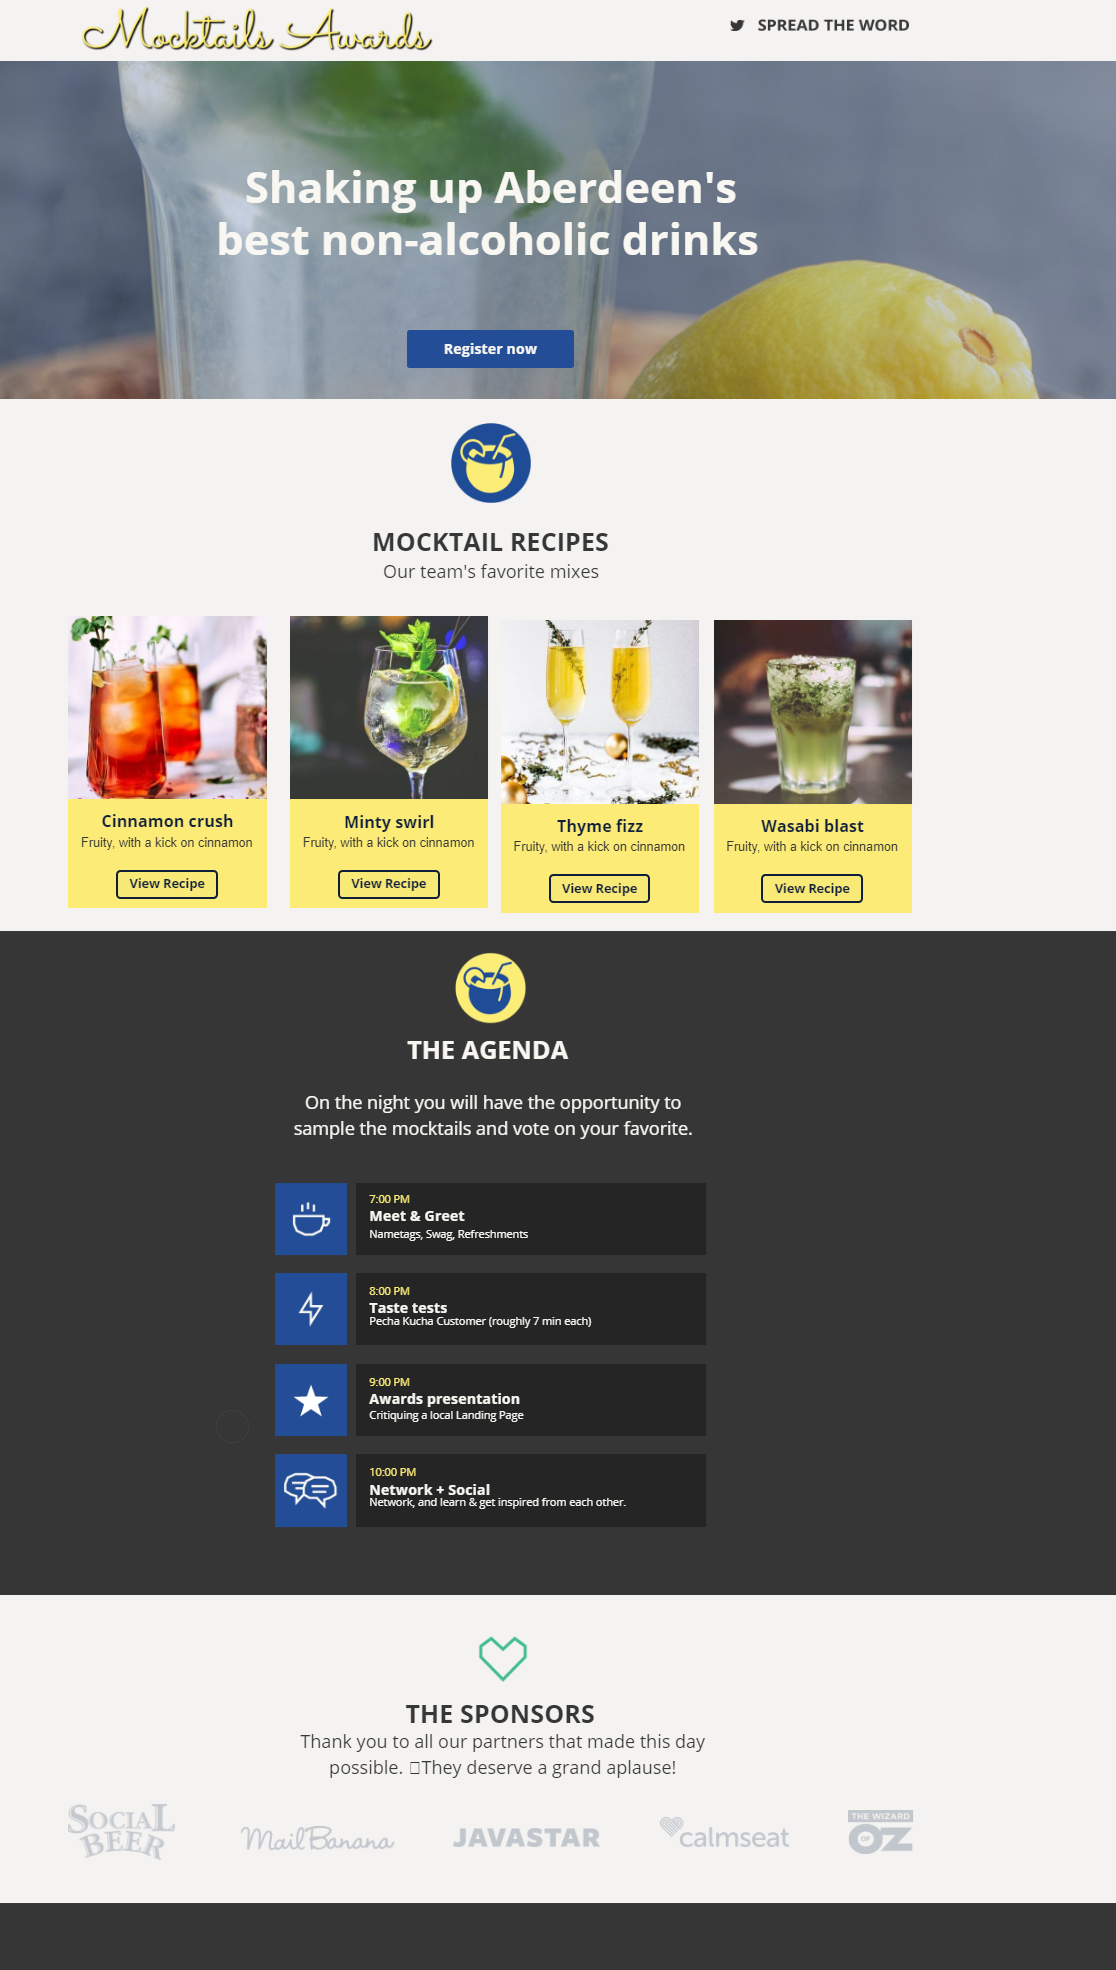 Mocktails Awards
SPREAD THE WORD
Shaking up Aberdeen's
best non-alcoholic drinks
Register now
MOCKTAIL RECIPES
Our team's favorite mixes
Cinnamon crush
Fruity, with a kick on cinnamon
View Recipe
Minty swirl
Fruity, with a kick on cinnamon
View Recipe
Thyme fizz
Fruity, with a kick on cinnamon
View Recipe
Wasabi blast
Fruity, with a kick on cinnamon
View Recipe
THE AGENDA
On the night you will have the opportunity to
sample the mocktails and vote on your favorite.
7:00 PM
Meet & Greet
Nametags, Swag, Refreshments
8:00 PM
Taste tests
Pecha Kucha Customer (roughly 7 min each)
9:00 PM
Awards presentation
Critiquing a local Landing Page
10:00 PM
Network + Social
Network, and learn & get inspired from each other.
THE SPONSORS
Thank you to all our partners that made this day
possible. They deserve a grand aplause!
SOCIAL
BEER
MailBanana
JAVASTAR
calmseat
THE WIZARD
OF
OZ